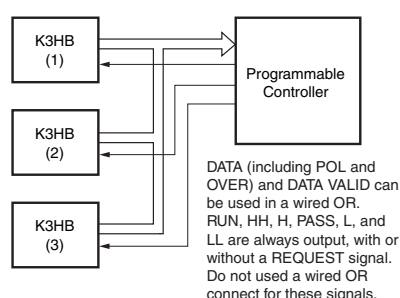 K3HB
(1)
Programmable
Controller
K3HB
(2)
K3HB
(3)
DATA (including POL and
OVER) and DATA VALID can
be used in a wired OR.
RUN, HH, H, PASS, L, and
LL are always output, with or
without a REQUEST signal.
Do not used a wired OR
connect for these signals.